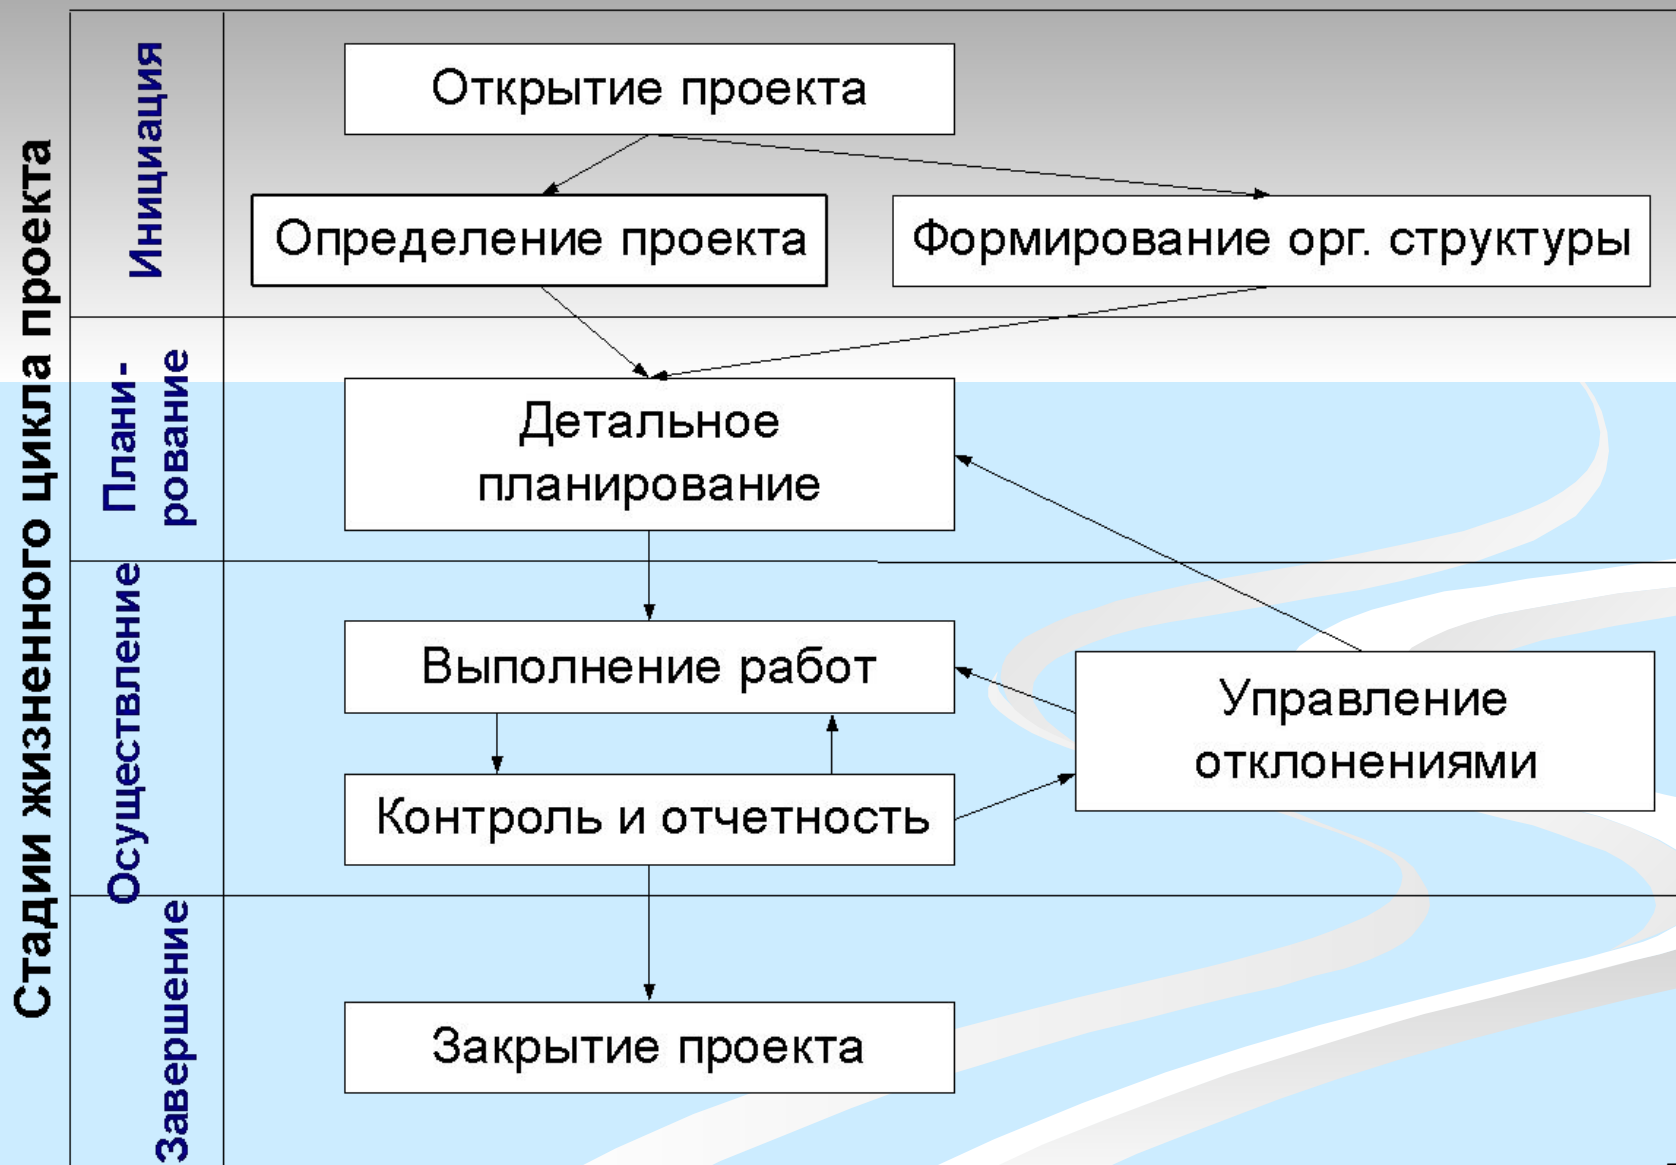 Стадии жизненного цикла проекта
Инициация
Открытие проекта
Определение проекта
Формирование орг. структуры
Плани-
рование
Детальное
планирование
Осуществление
Выполнение работ
Управление
отклонениями
Контроль и отчетность
Завершение
Закрытие проекта